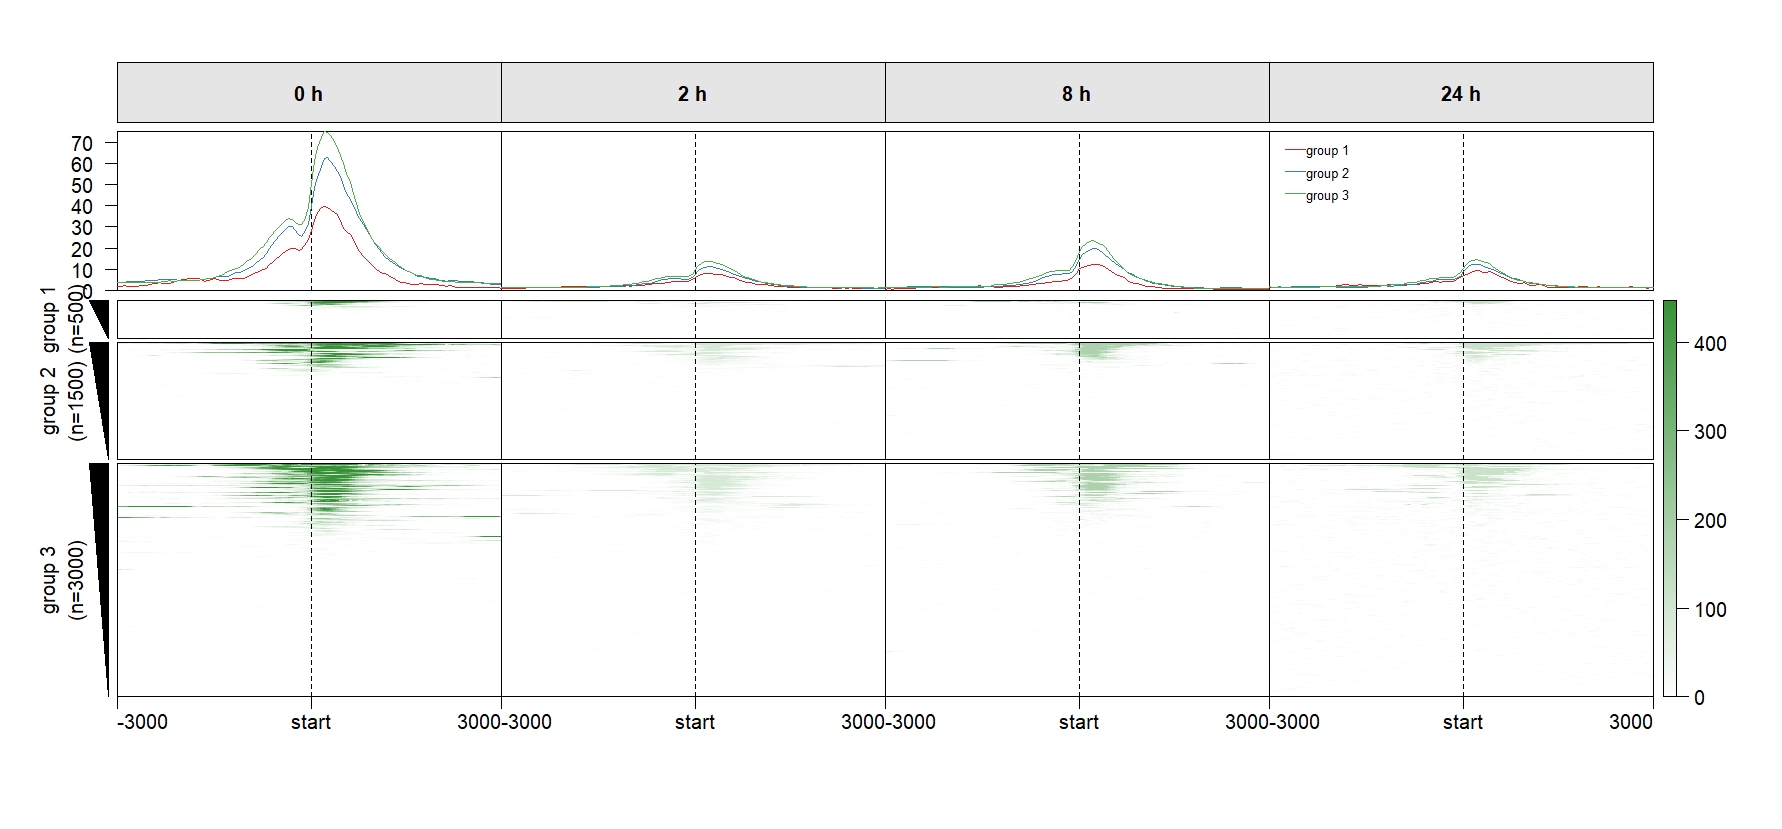 0 h
2 h
8 h
24 h
70
60
50
40
30
20
10
0
group 1
group 2
group 3
group 1
(n=500)
group 2
(n=1500)
group 3
(n=3000)
400
300
200
100
0
-3000 start 3000-3000 start 3000-3000 start 3000-3000 start 3000